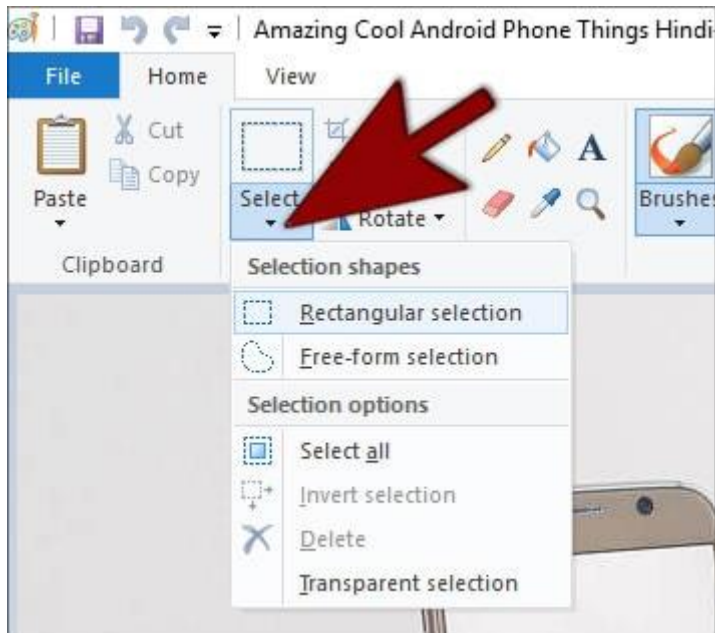 Amazing Cool Android Phone Things Hindi-
File Home View
Cut
Copy
Paste
Select
Rotate
A
Brushes
Clipboard
Selection shapes
Rectangular selection
Free-form selection
Selection options
Select all
Invert selection
Delete
Transparent selection